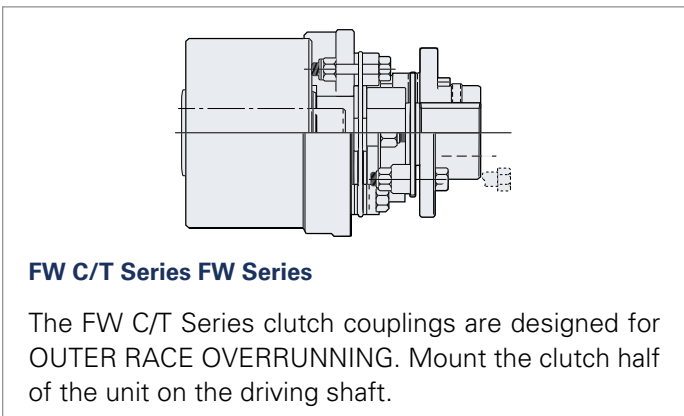 FW C/T Series FW Series
The FW C/T Series clutch couplings are designed for
OUTER RACE OVERRUNNING. Mount the clutch half
of the unit on the driving shaft.